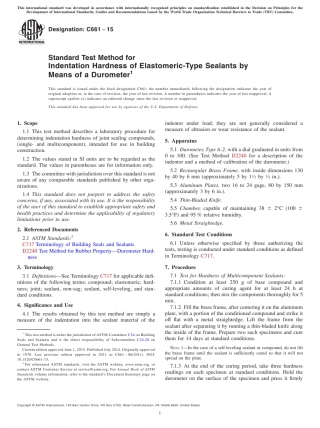 This international standard was developed in accordance with internationally recognized principles on standardization established in the Decision on Principles for the
Development of International Standards, Guides and Recommendations issued by the World Trade Organization Technical Barriers to Trade (TBT) Committee.
Designation: C661 − 15
Standard Test Method for
Indentation Hardness of Elastomeric-Type Sealants by
Means of a Durometer1
This standard is issued under the fixed designation C661; the number immediately following the designation indicates the year of
original adoption or, in the case of revision, the year of last revision. A number in parentheses indicates the year of last reapproval. A
superscript epsilon (ε) indicates an editorial change since the last revision or reapproval.
This standard has been approved for use by agencies of the U.S. Department of Defense.
1. Scope
1.1 This test method describes a laboratory procedure for
determining indentation hardness of joint sealing compounds,
(single- and multicomponent), intended for use in building
construction.
1.2 The values stated in SI units are to be regarded as the
standard. The values in parentheses are for information only.
1.3 The committee with jurisdiction over this standard is not
aware of any comparable standards published by other orga-
nizations.
1.4 This standard does not purport to address the safety
concerns, if any, associated with its use. It is the responsibility
of the user of this standard to establish appropriate safety and
health practices and determine the applicability of regulatory
limitations prior to use.
2. Referenced Documents
2.1 ASTM Standards:2
C717 Terminology of Building Seals and Sealants
D2240 Test Method for Rubber Property—Durometer Hard-
ness
3. Terminology
3.1 Definitions—See Terminology C717 for applicable defi-
nitions of the following terms: compound; elastomeric; hard-
ness; joint; sealant, non-sag; sealant, self-leveling, and stan-
dard conditions.
4. Significance and Use
4.1 The results obtained by this test method are simply a
measure of the indentation into the sealant material of the
1 This test method is under the jurisdiction of ASTM Committee C24 on Building
Seals and Sealants and is the direct responsibility of Subcommittee C24.20 on
General Test Methods.
Current edition approved June 1, 2015. Published July 2015. Originally approved
in 1970. Last previous edition approved in 2011 as C661 – 06(2011). DOI:
10.1520/C0661-15.
2 For referenced ASTM standards, visit the ASTM website, www.astm.org, or
contact ASTM Customer Service at service@astm.org. For Annual Book of ASTM
Standards volume information, refer to the standard's Document Summary page on
the ASTM website.
indentor under load; they are not generally considered a
measure of abrasion or wear resistance of the sealant.
5. Apparatus
5.1 Durometer, Type A-2, with a dial graduated in units from
0 to 100. (See Test Method D2240 for a description of the
indentor and a method of calibration of the durometer.)
5.2 Rectangular Brass Frame, with inside dimensions 130
by 40 by 6 mm (approximately 5 by 1½ by ¼ in.).
5.3 Aluminum Plates, two 16 to 24 gage, 80 by 150 mm
(approximately 3 by 6 in.).
5.4 Thin-Bladed Knife.
5.5 Chamber, capable of maintaining 38 ± 2°C (100 ±
3.5°F) and 95 % relative humidity.
5.6 Metal Straightedge.
6. Standard Test Conditions
6.1 Unless otherwise specified by those authorizing the
tests, testing is conducted under standard conditions as defined
in Terminology C717.
7. Procedure
7.1 Test for Hardness of Multicomponent Sealants:
7.1.1 Condition at least 250 g of base compound and
appropriate amounts of curing agent for at least 24 h at
standard conditions; then mix the components thoroughly for 5
min.
7.1.2 Fill the brass frame, after centering it on the aluminum
plate, with a portion of the conditioned compound and strike it
off flat with a metal straightedge. Lift the frame from the
sealant after separating it by running a thin-bladed knife along
the inside of the frame. Prepare two such specimens and cure
them for 14 days at standard conditions.
NOTE 1—In the case of a self-leveling sealant or compound, do not lift
the brass frame until the sealant is sufficiently cured so that it will not
spread on the plate.
7.1.3 At the end of the curing period, take three hardness
readings on each specimen at standard conditions. Hold the
durometer on the surface of the specimen and press it firmly
Copyright © ASTM International, 100 Barr Harbor Drive, PO Box C700, West Conshohocken, PA 19428-2959. United States
1